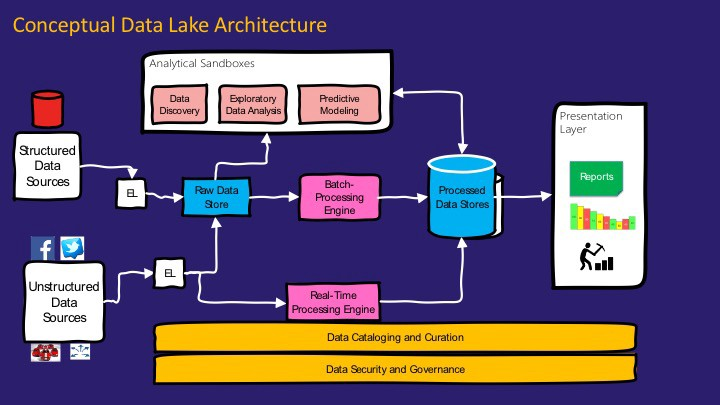 Conceptual Data Lake Architecture
Analytical Sandboxes
Data
Discovery
Exploratory
Data Analysis
Predictive
Modeling
Presentation
Layer
Structured
Data
Sources
EL
Raw Data
Store
Batch-
Processing
Engine
Processed
Data Stores
Reports
Unstructured
Data
Sources
EL
Real-Time
Processing Engine
Data Cataloging and Curation
Data Security and Governance